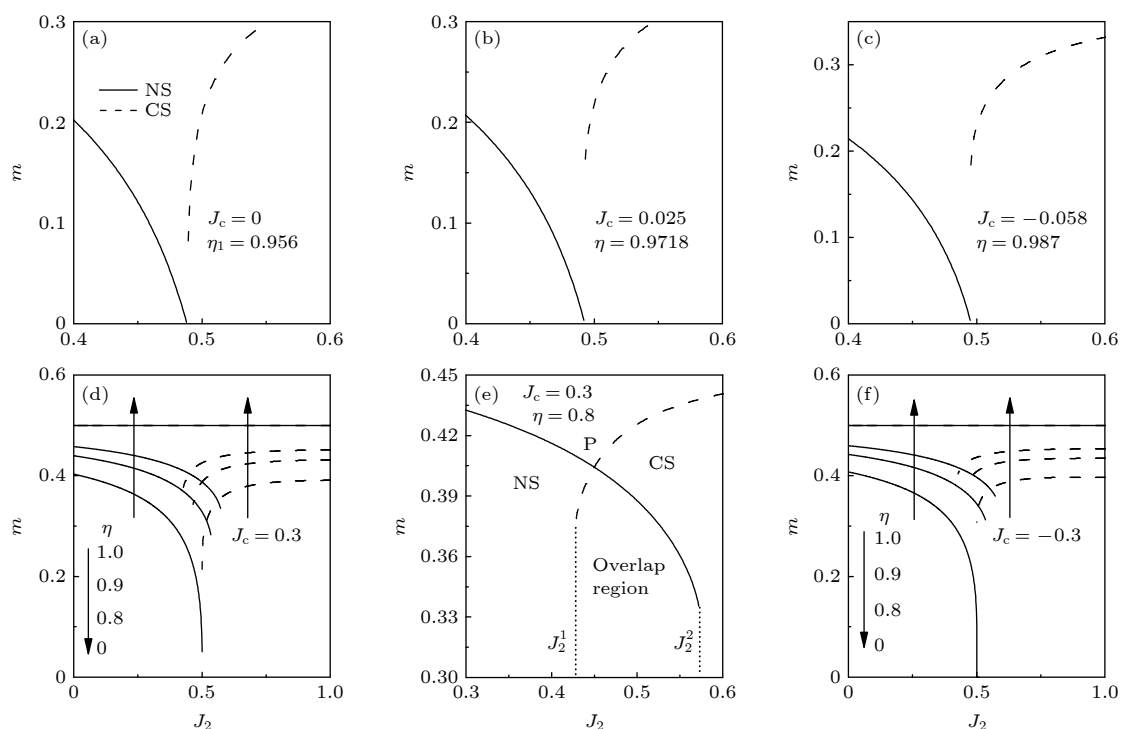 (a)
NS
CS
J_c = 0
η_1 = 0.956
m
0.3
0.2
0.1
0
0.4
0.5
0.6
(b)
J_c = 0.025
η = 0.9718
m
0.3
0.2
0.1
0
0.4
0.5
0.6
(c)
J_c = −0.058
η = 0.987
m
0.3
0.2
0.1
0
0.4
0.5
0.6
(d)
J_c = 0.3
η
1.0
0.9
0.8
0
m
0.6
0.4
0.2
0
0
0.5
1.0
J_2
(e)
J_c = 0.3
η = 0.8
P
NS
CS
Overlap
region
J_2^1
J_2^2
m
0.45
0.42
0.39
0.36
0.33
0.30
0.3
0.4
0.5
0.6
J_2
(f)
J_c = −0.3
η
1.0
0.9
0.8
0
m
0.6
0.4
0.2
0
0
0.5
1.0
J_2